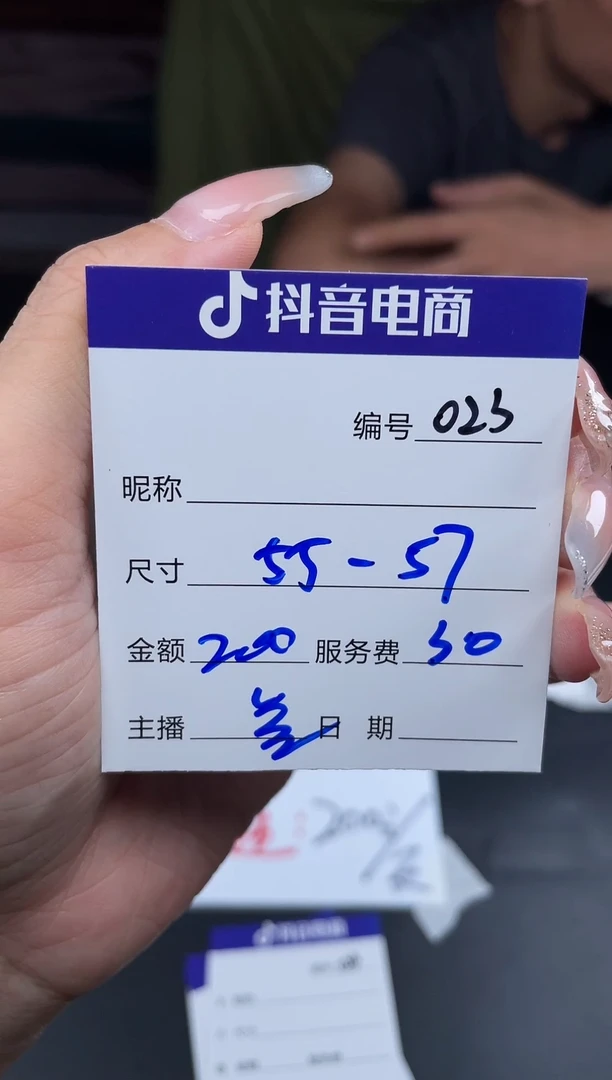 抖音电商
编号 023
昵称
尺寸 55-57
金额 200 服务费 50
主播 日期